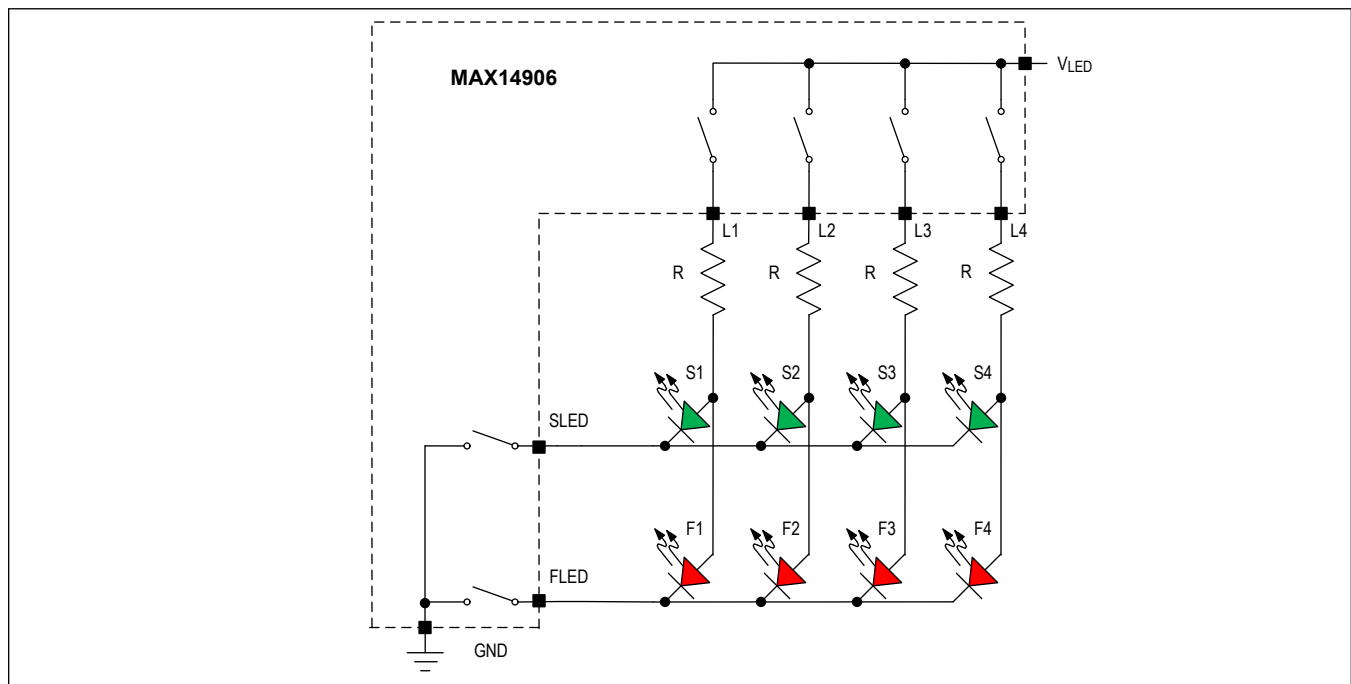 MAX14906
VLED
L1 L2 L3 L4
R R R R
S1 S2 S3 S4
SLED
F1 F2 F3 F4
FLED
GND